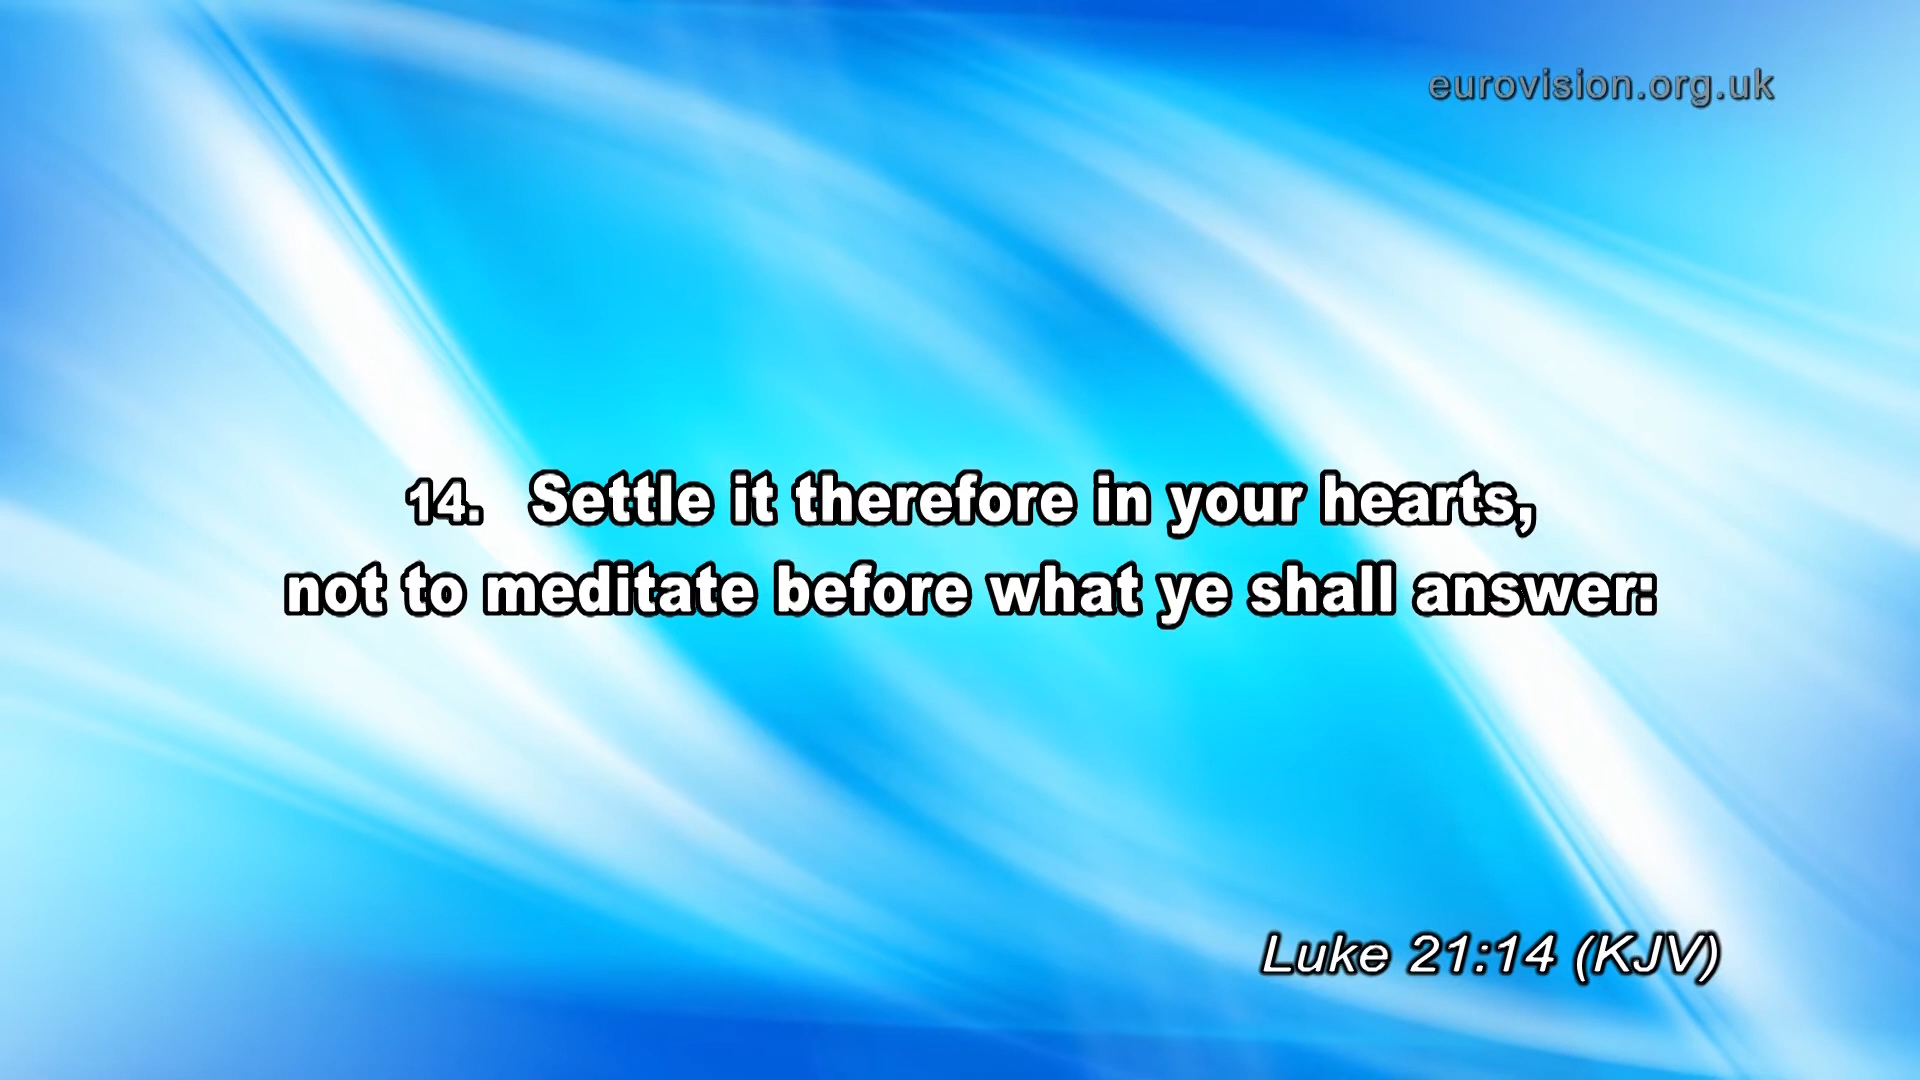 eurovision.org.uk
14. Settle it therefore in your hearts,
not to meditate before what ye shall answer:
Luke 21:14 (KJV)